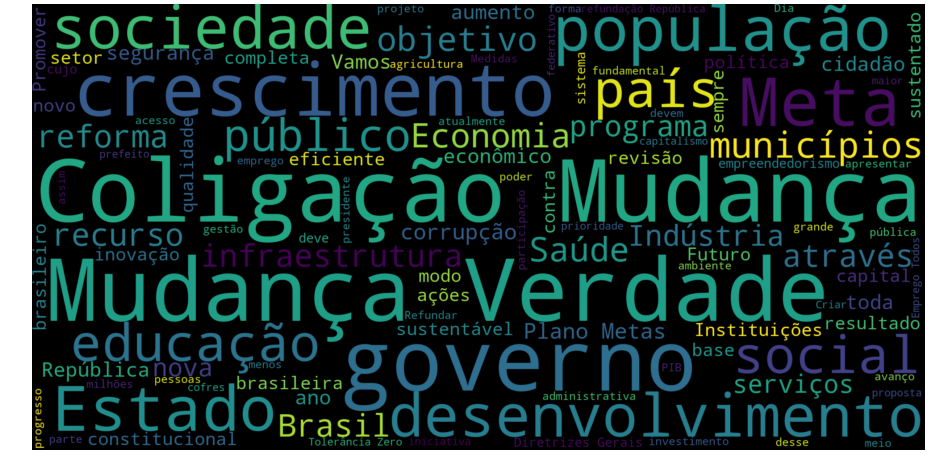 sociedade
projeto
aumento
forma
refundação República
Dia
objetivo
população
Promover
setor
segurança
completa
Vamos
agricultura
Medidas
federativo
sistema
fundamental
política
cidadão
sustentado
cujo
novo
crescimento
país
sempre
Meta
maior
acesso
reforma
público
atualmente
Economia
programa
devem
capitalismo
municípios
prefeito
qualidade
emprego
eficiente
econômico
contra
revisão
empreendedorismo
apresentar
assim
Coligação
presidente
poder
Mudança
brasileiro
recurso
gestão
deve
corrupção
participação
prioridade
grande
pública
inovação
infraestrutura
Saúde
Indústria
Futuro
através
ambiente
modo
ações
capital
Emprego Todos
Mudança Verdade
Criar
toda
Refundar
sustentável
Plano Metas
Instituições
resultado
educação
menos
governo
PIB
base
social
República
nova
milhões
pessoas
cofres
brasileira
serviços
avanço
progresso
Estado
ano
administrativa
proposta
Brasil
desenvolvimento
parte
constitucional
Tolerância Zero
Iniciativa
Diretrizes Gerais
investimento
desse
meio